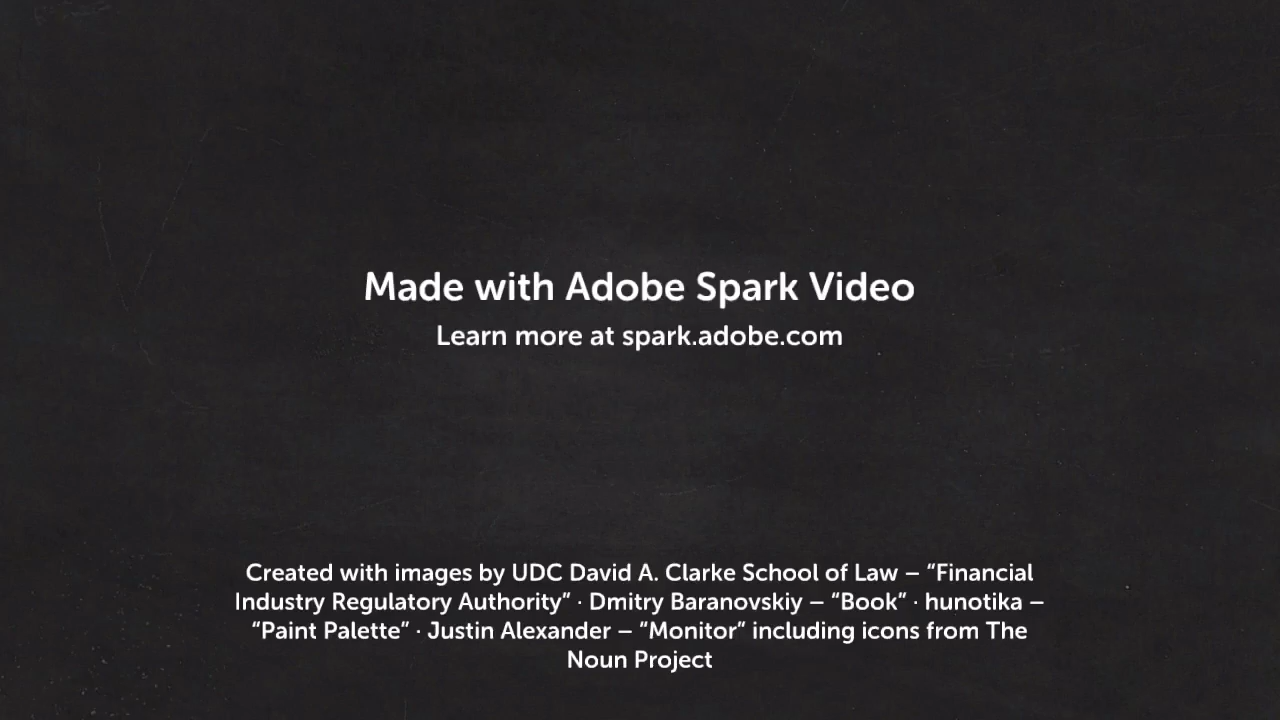 Made with Adobe Spark Video
Learn more at spark.adobe.com
Created with images by UDC David A. Clarke School of Law – “Financial
Industry Regulatory Authority” · Dmitry Baranovskiy – “Book” · hunotika –
“Paint Palette” · Justin Alexander – “Monitor” including icons from The
Noun Project